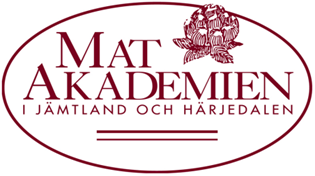 MAT
AKADEMIEN
I JÄMTLAND OCH HÄRJEDALEN